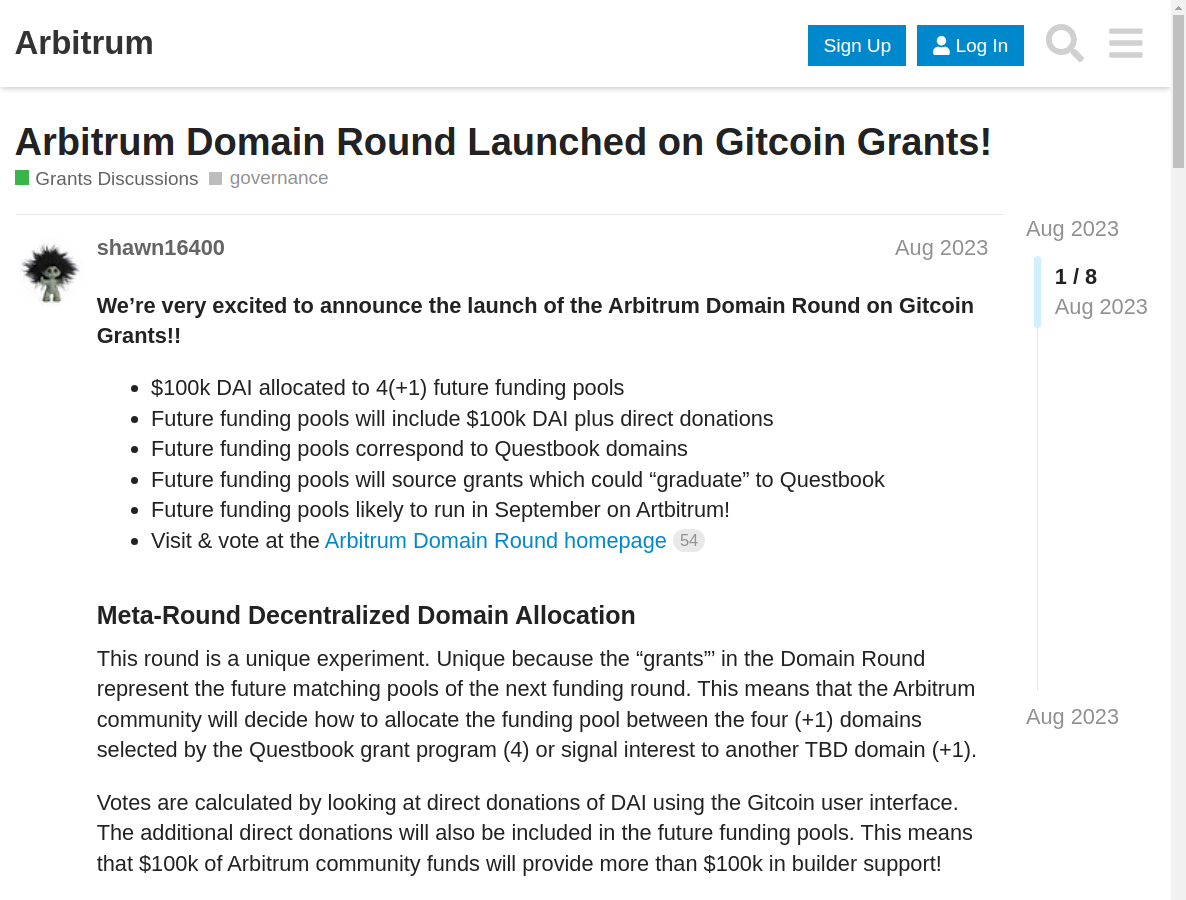 Arbitrum
Sign Up
Log In
Arbitrum Domain Round Launched on Gitcoin Grants!
Grants Discussions
governance
shawn16400
Aug 2023
Aug 2023
1 / 8
Aug 2023
We’re very excited to announce the launch of the Arbitrum Domain Round on Gitcoin
Grants!!
• $100k DAI allocated to 4(+1) future funding pools
• Future funding pools will include $100k DAI plus direct donations
• Future funding pools correspond to Questbook domains
• Future funding pools will source grants which could “graduate” to Questbook
• Future funding pools likely to run in September on Artbitrum!
• Visit & vote at the Arbitrum Domain Round homepage 54
Meta-Round Decentralized Domain Allocation
This round is a unique experiment. Unique because the “grants”’ in the Domain Round
represent the future matching pools of the next funding round. This means that the Arbitrum
community will decide how to allocate the funding pool between the four (+1) domains
selected by the Questbook grant program (4) or signal interest to another TBD domain (+1).
Aug 2023
Votes are calculated by looking at direct donations of DAI using the Gitcoin user interface.
The additional direct donations will also be included in the future funding pools. This means
that $100k of Arbitrum community funds will provide more than $100k in builder support!